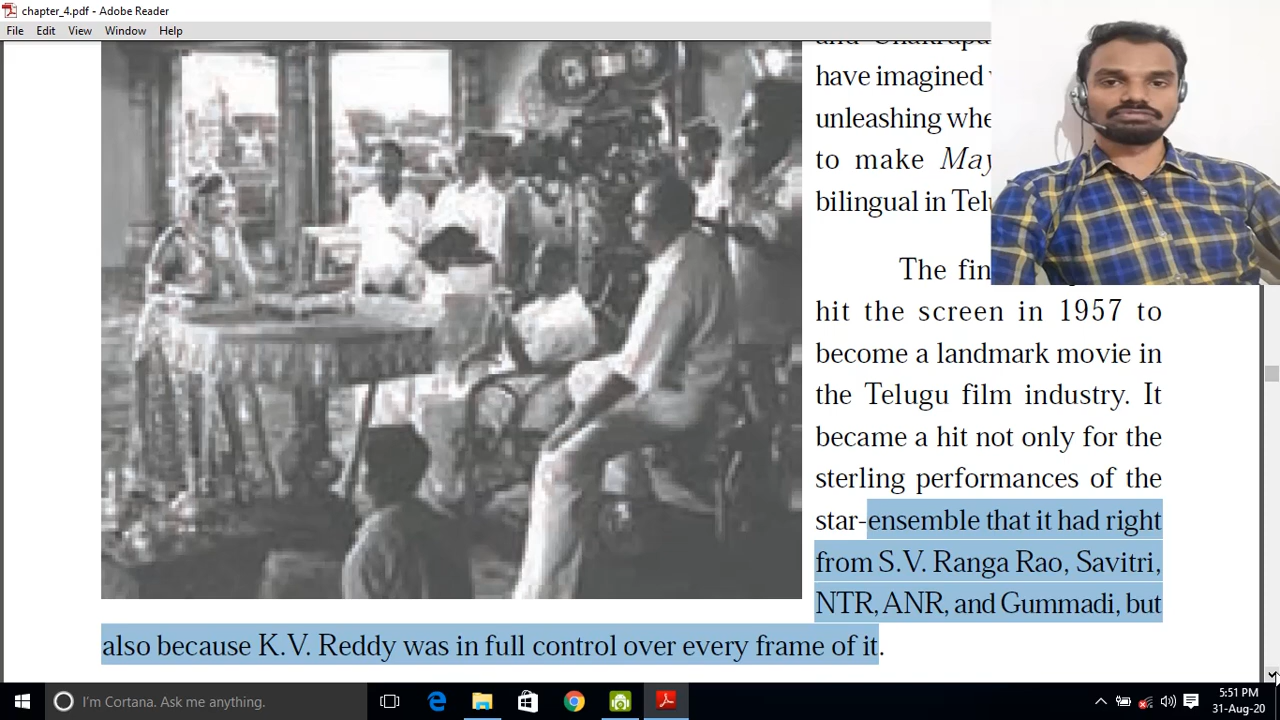 chapter_4.pdf - Adobe Reader
File Edit View Window Help
have imagined
unleashing
to make
bilingual in
The
hit the screen in 1957 to
become a landmark movie in
the Telugu film industry. It
became a hit not only for the
sterling performances of the
star-ensemble that it had right
from S.V. Ranga Rao, Savitri,
NTR, ANR, and Gummadi, but
also because K.V. Reddy was in full control over every frame of it.
I'm Cortana. Ask me anything.
5:51 PM
31-Aug-20